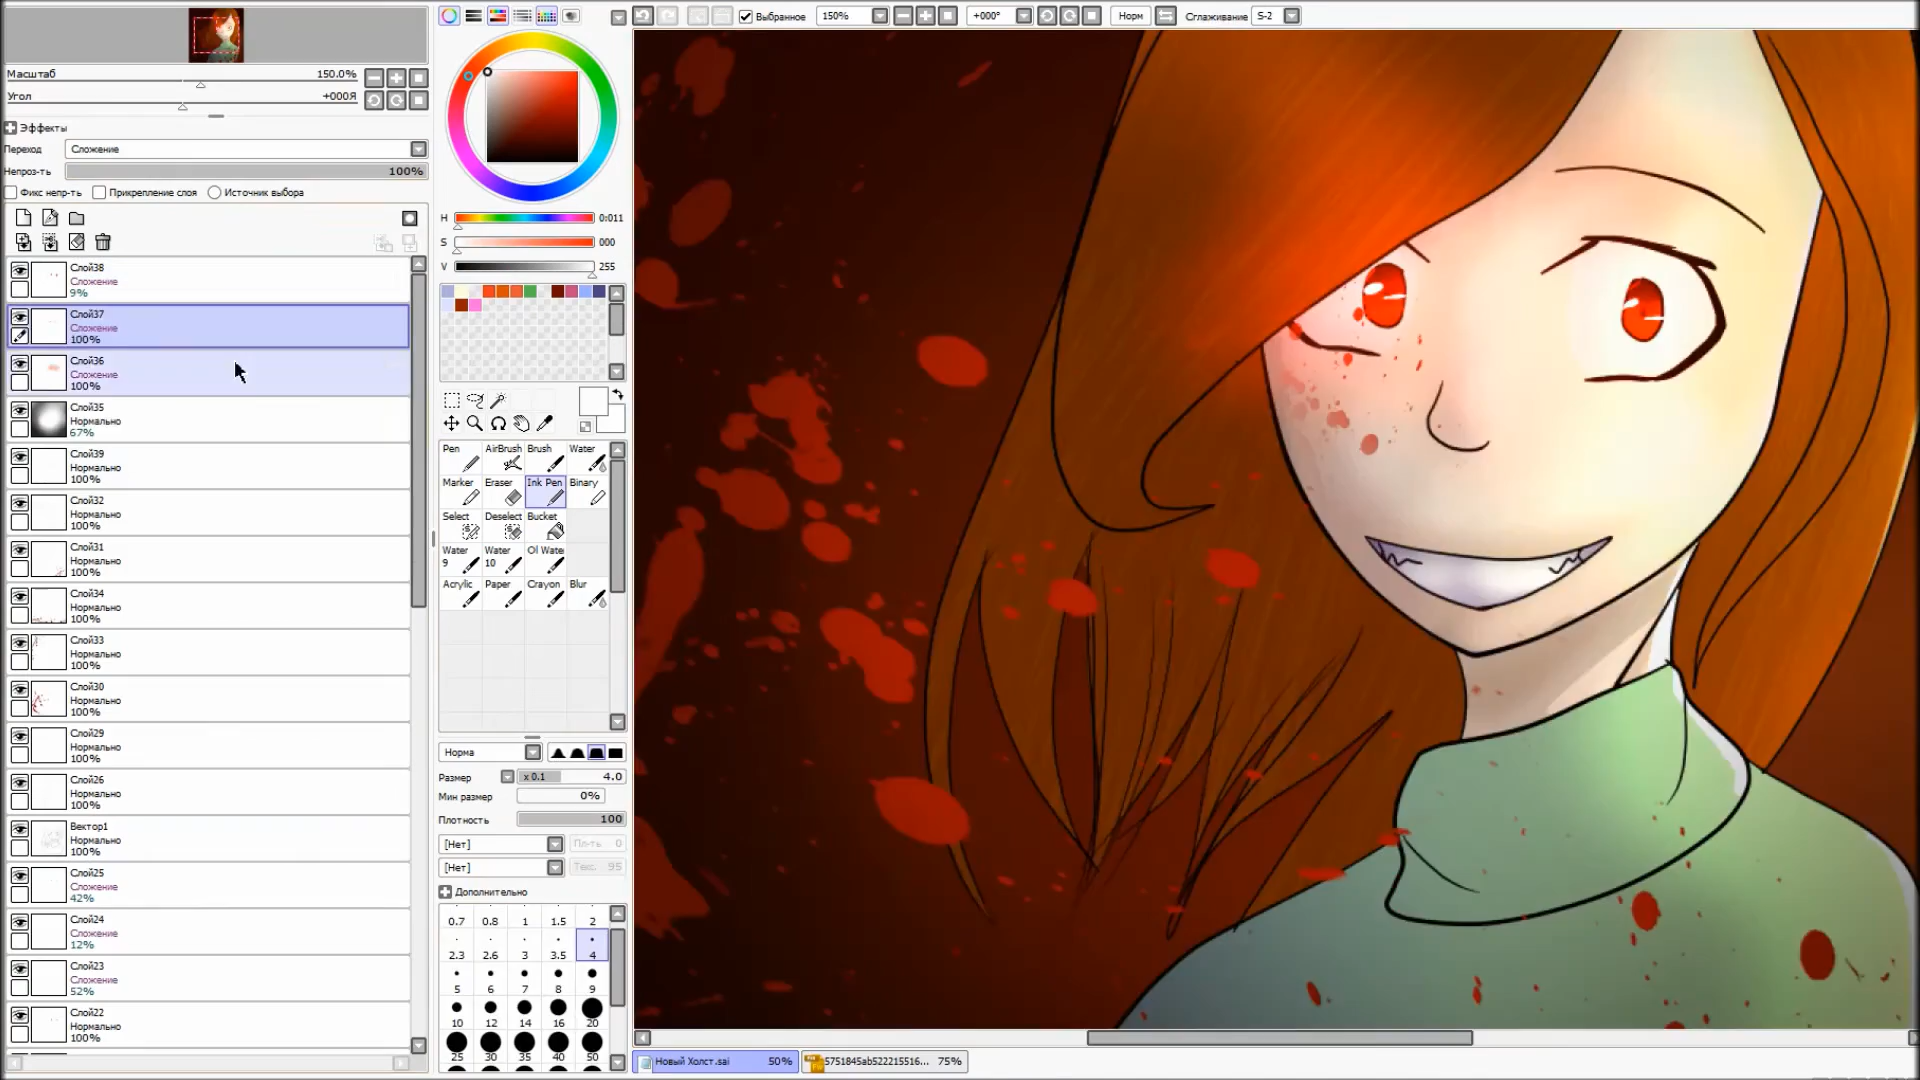 Выбранное
150%
+000°
Норм
Сглаживание
S-2
Масштаб
150.0%
Угол
+000Я
Эффекты
Переход
Сложение
Непроз-ть
100%
Фикс непр-ть
Прикрепление слоя
Источник выбора
Слой38
Сложение
9%
Слой37
Сложение
100%
Слой36
Сложение
100%
Слой35
Нормально
67%
Слой39
Нормально
100%
Слой32
Нормально
100%
Слой31
Нормально
100%
Слой34
Нормально
100%
Слой33
Нормально
100%
Слой30
Нормально
100%
Слой29
Нормально
100%
Слой26
Нормально
100%
Вектор1
Нормально
100%
Слой25
Сложение
42%
Слой24
Сложение
12%
Слой23
Сложение
52%
Слой22
Нормально
100%
H
0:011
S
000
V
255
Pen
AirBrush
Brush
Water
Marker
Eraser
Ink Pen
Binary
Select
Deselect
Bucket
Water 9
Water 10
Ol Wate
Acrylic
Paper
Crayon
Blur
Норма
Размер
x 0.1
4.0
Мин размер
0%
Плотность
100
[Нет]
Пл-ть 0
[Нет]
Текс. 95
Дополнительно
0.7 0.8 1 1.5 2
2.3 2.6 3 3.5 4
5 6 7 8 9
10 12 14 16 20
25 30 35 40 50
Новый Холст.sai
50%
5751845ab522215516...
75%